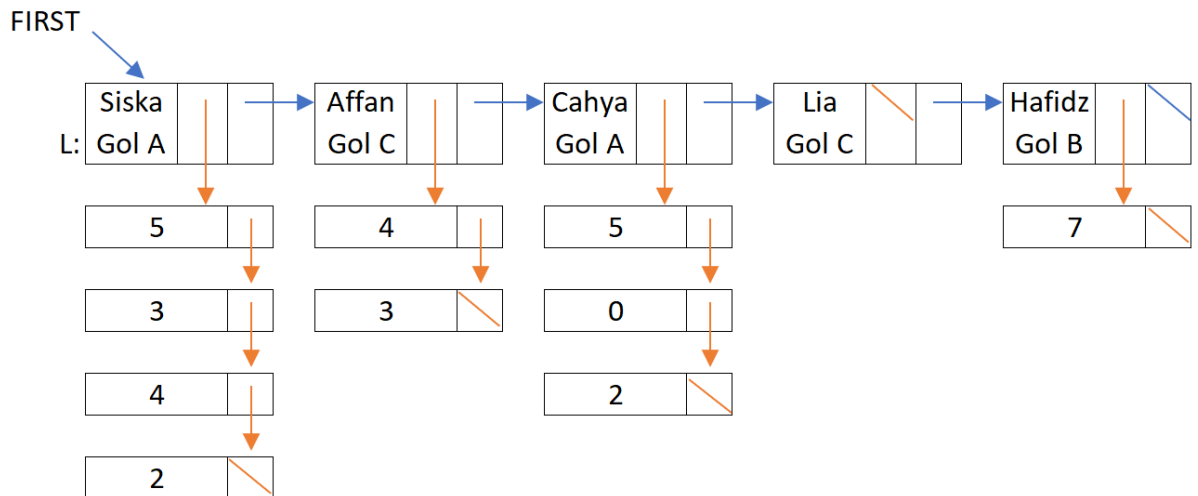 FIRST
Siska
Affan
Cahya
Lia
Hafidz
L:
Gol A
Gol C
Gol A
Gol C
Gol B
5
4
5
7
3
3
0
4
2
2